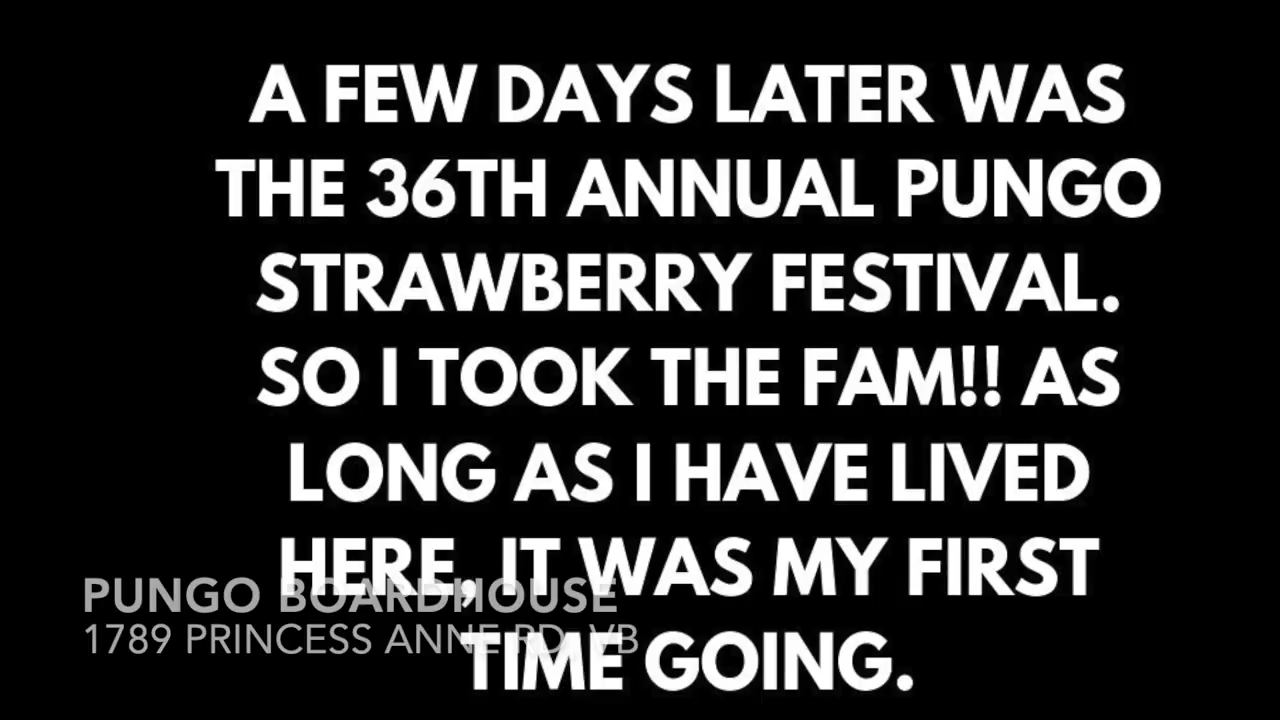 A FEW DAYS LATER WAS
THE 36TH ANNUAL PUNGO
STRAWBERRY FESTIVAL.
SO I TOOK THE FAM!! AS
LONG AS I HAVE LIVED
HERE, IT WAS MY FIRST
TIME GOING.
PUNGO BOARDHOUSE
1789 PRINCESS ANNE RD, VB